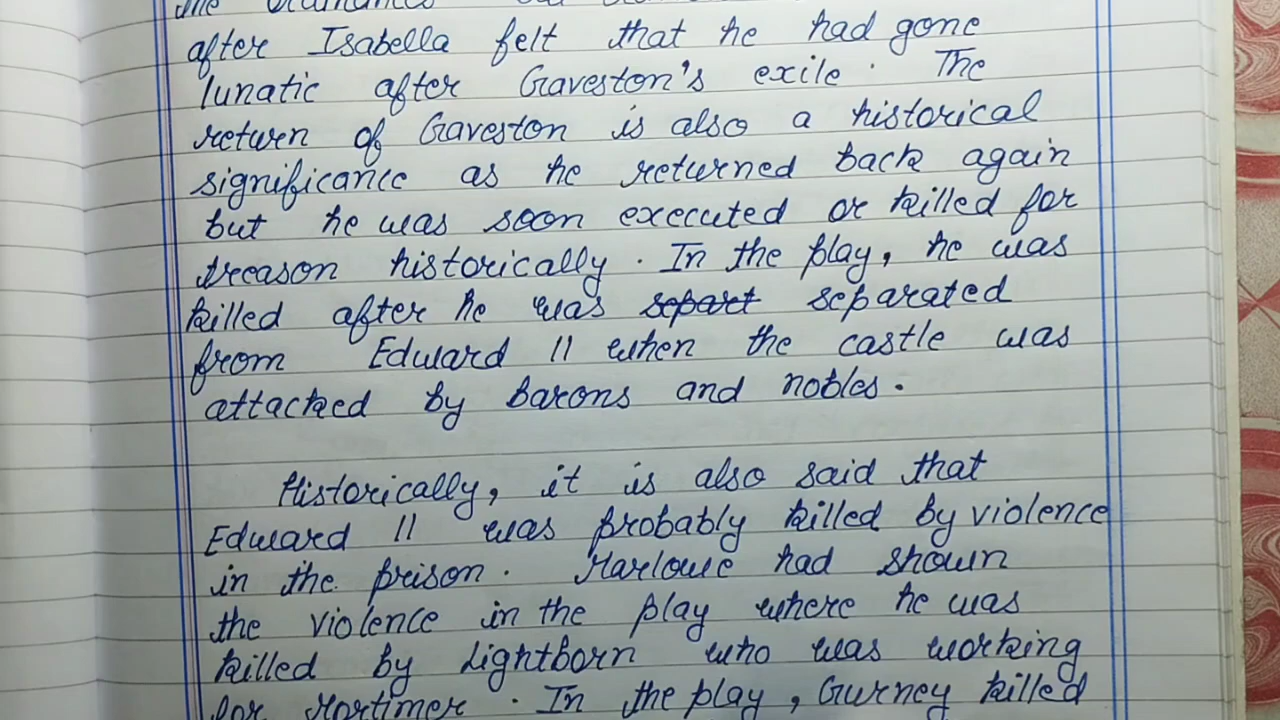 the
after Isabella felt that he had gone
lunatic after Gaveston's exile. The
return of Gaveston is also a historical
significance as he returned back again
but he was soon executed or killed for
treason historically. In the play, he was
killed after he was separt separated
from Edward II when the castle was
attacked by barons and nobles.
Historically, it is also said that
Edward II was probably killed by violence
in the prison. Marlowe had shown
the violence in the play where he was
killed by Lightborn who was working
for Mortimer. In the play, Gurney killed